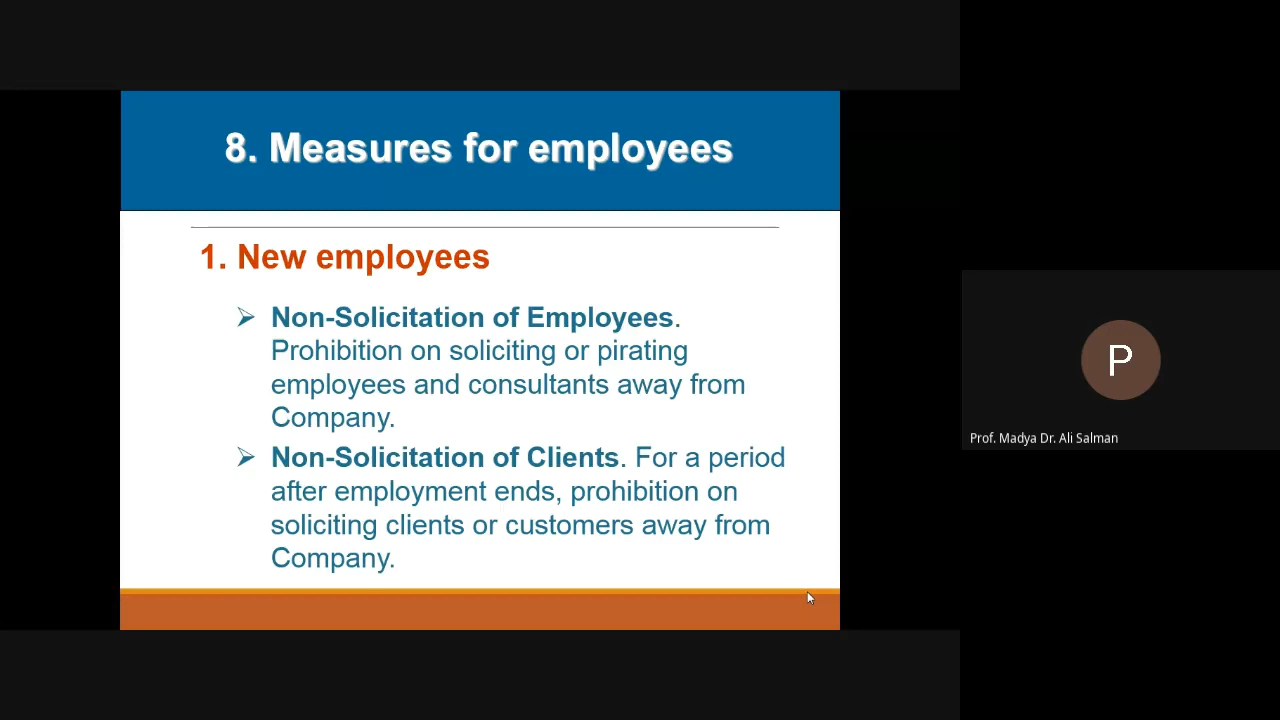 8. Measures for employees
1. New employees
Non-Solicitation of Employees.
Prohibition on soliciting or pirating
employees and consultants away from
Company.
Non-Solicitation of Clients. For a period
after employment ends, prohibition on
soliciting clients or customers away from
Company.
P
Prof. Madya Dr. Ali Salman